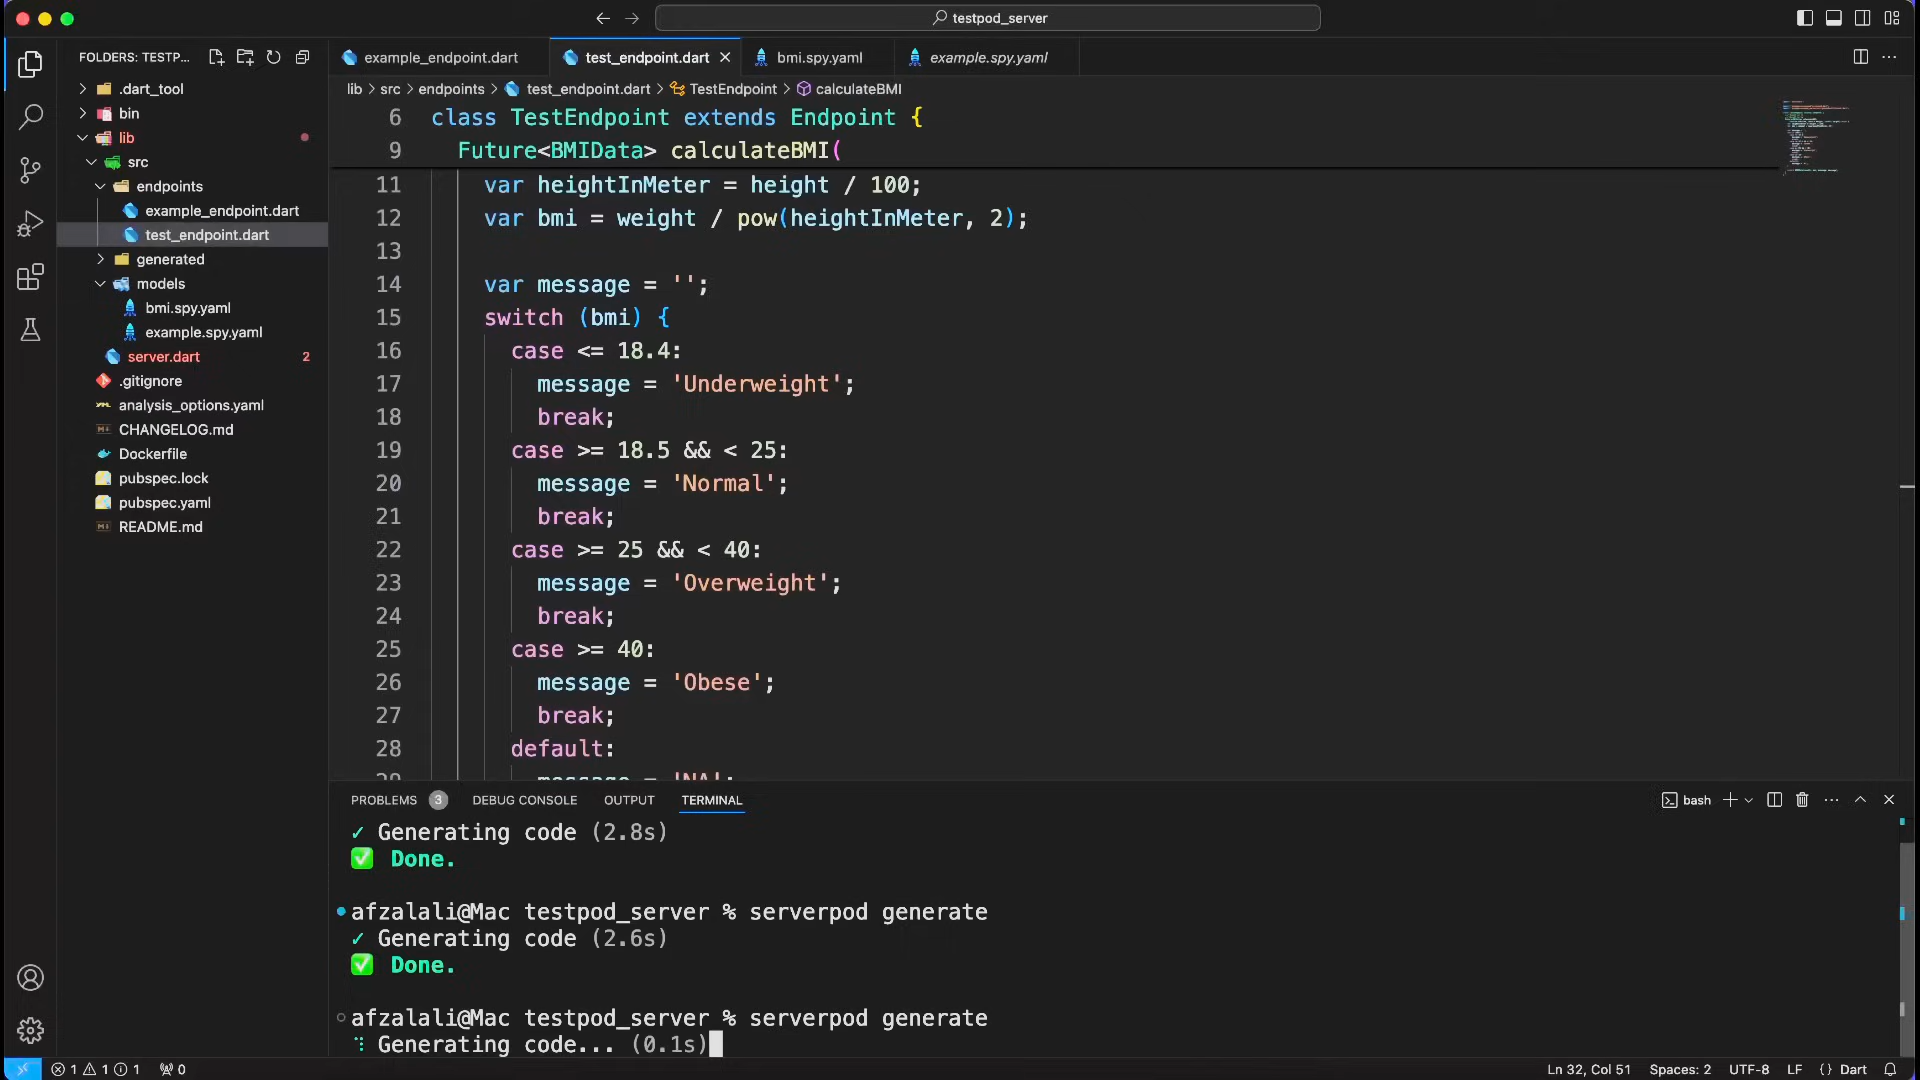 testpod_server
FOLDERS: TESTP...
.dart_tool
bin
lib
src
endpoints
example_endpoint.dart
test_endpoint.dart
generated
models
bmi.spy.yaml
example.spy.yaml
server.dart 2
.gitignore
analysis_options.yaml
CHANGELOG.md
Dockerfile
pubspec.lock
pubspec.yaml
README.md
example_endpoint.dart test_endpoint.dart bmi.spy.yaml example.spy.yaml
lib > src > endpoints > test_endpoint.dart > TestEndpoint > calculateBMI
6 class TestEndpoint extends Endpoint {
9 Future<BMIData> calculateBMI(
11 var heightInMeter = height / 100;
12 var bmi = weight / pow(heightInMeter, 2);
13
14 var message = '';
15 switch (bmi) {
16 case <= 18.4:
17 message = 'Underweight';
18 break;
19 case >= 18.5 && < 25:
20 message = 'Normal';
21 break;
22 case >= 25 && < 40:
23 message = 'Overweight';
24 break;
25 case >= 40:
26 message = 'Obese';
27 break;
28 default:
29 message = 'NA';
PROBLEMS 3 DEBUG CONSOLE OUTPUT TERMINAL bash
✓ Generating code (2.8s)
✅ Done.
afzalali@Mac testpod_server % serverpod generate
✓ Generating code (2.6s)
✅ Done.
afzalali@Mac testpod_server % serverpod generate
Generating code... (0.1s)
1 1 1 0 Ln 32, Col 51 Spaces: 2 UTF-8 LF {} Dart